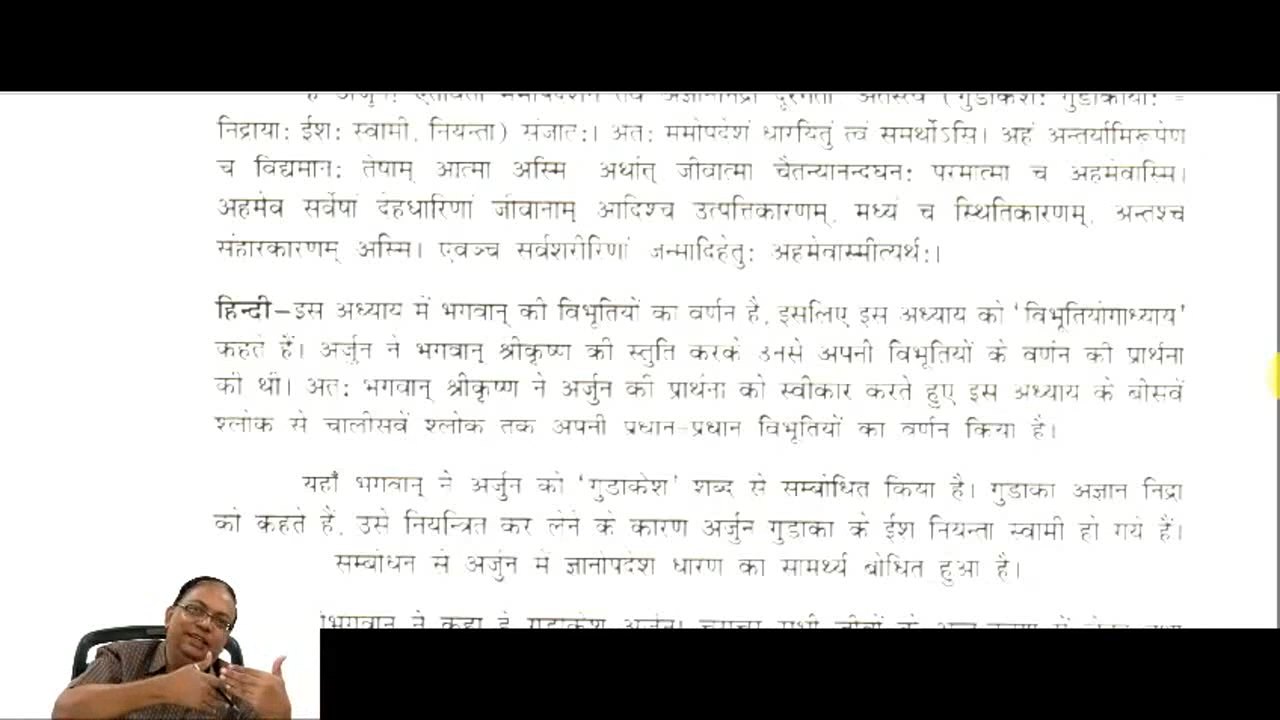 निद्रायाः ईशः स्वामी, नियन्ता) संजातः। अतः ममोपदेशं धारयितुं त्वं समर्थोऽसि। अहं अन्तर्यामिरूपेण
च विद्यमानः तेषाम् आत्मा अस्मि अर्थात् जीवात्मा चैतन्यानन्दघनः परमात्मा च अहमेवास्मि।
अहमेव सर्वेषां देहधारिणां जीवानाम् आदिश्च उत्पत्तिकारणम्, मध्यं च स्थितिकारणम्, अन्तश्च
संहारकारणम् अस्मि। एवञ्च सर्वशरीरिणां जन्मादिहेतुः अहमेवास्मीत्यर्थः।
हिन्दी–इस अध्याय में भगवान् की विभूतियों का वर्णन है, इसलिए इस अध्याय को 'विभूतियोगाध्याय'
कहते हैं। अर्जुन ने भगवान् श्रीकृष्ण की स्तुति करके उनसे अपनी विभूतियों के वर्णन की प्रार्थना
की थी। अतः भगवान् श्रीकृष्ण ने अर्जुन की प्रार्थना को स्वीकार करते हुए इस अध्याय के बीसवें
श्लोक से चालीसवें श्लोक तक अपनी प्रधान-प्रधान विभूतियों का वर्णन किया है।
यहाँ भगवान् ने अर्जुन को 'गुडाकेश' शब्द से सम्बोधित किया है। गुडाका अज्ञान निद्रा
को कहते हैं, उसे नियन्त्रित कर लेने के कारण अर्जुन गुडाका के ईश नियन्ता स्वामी हो गये हैं।
सम्बोधन से अर्जुन में ज्ञानोपदेश धारण का सामर्थ्य बोधित हुआ है।